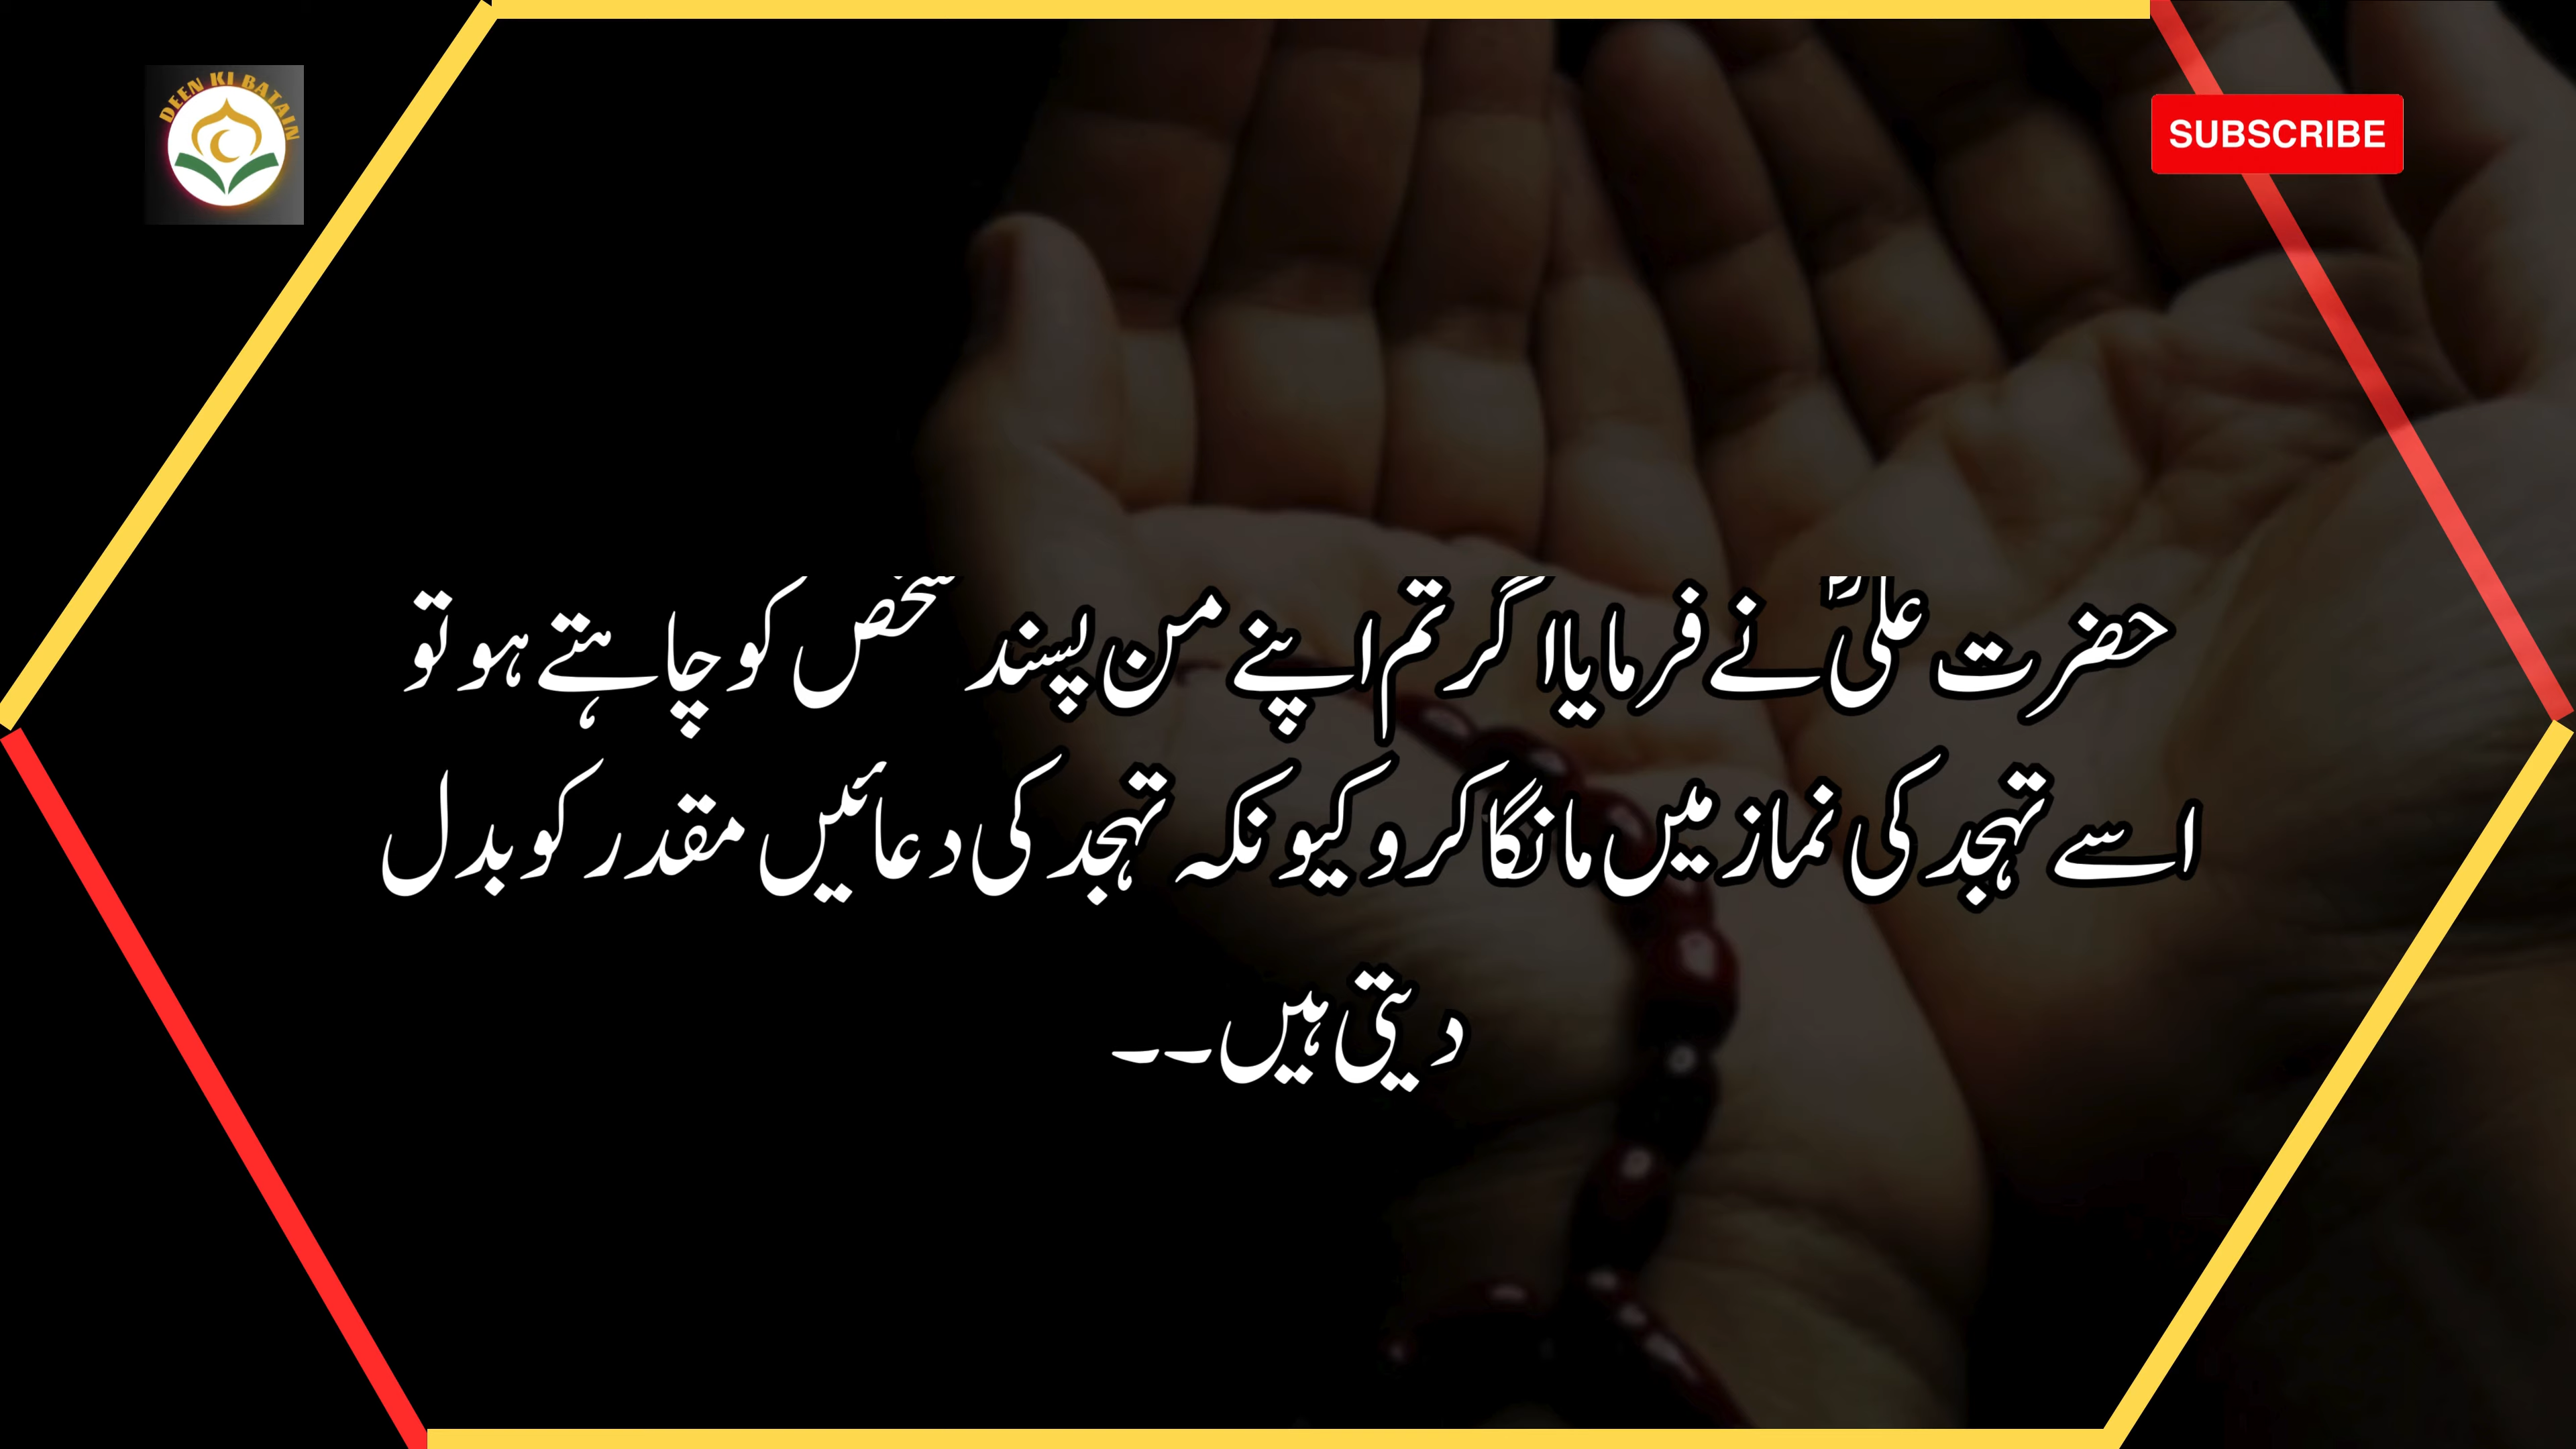 DEEN KI BATAIN
SUBSCRIBE
حضرت علیؓ نے فرمایا اگر تم اپنے من پسند شخص کو چاہتے ہو تو
اسے تہجد کی نماز میں مانگا کرو کیونکہ تہجد کی دعائیں مقدر کو بدل
دیتی ہیں۔۔